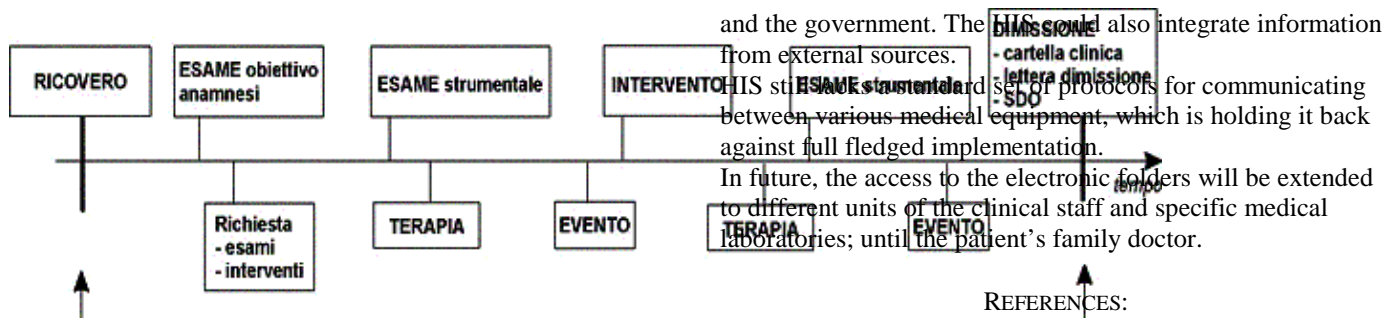 RICOVERO
ESAME obiettivo
anamnesi
ESAME strumentale
INTERVENTO
ESAME strumentale
DIMISSIONE
- cartella clinica
- lettera dimissione
- SDO
tempo
Richiesta
- esami
- interventi
TERAPIA
EVENTO
TERAPIA
EVENTO
and the government. The HIS could also integrate information
from external sources.
HIS still lacks a standard set of protocols for communicating
between various medical equipment, which is holding it back
against full fledged implementation.
In future, the access to the electronic folders will be extended
to different units of the clinical staff and specific medical
laboratories; until the patient's family doctor.
REFERENCES: